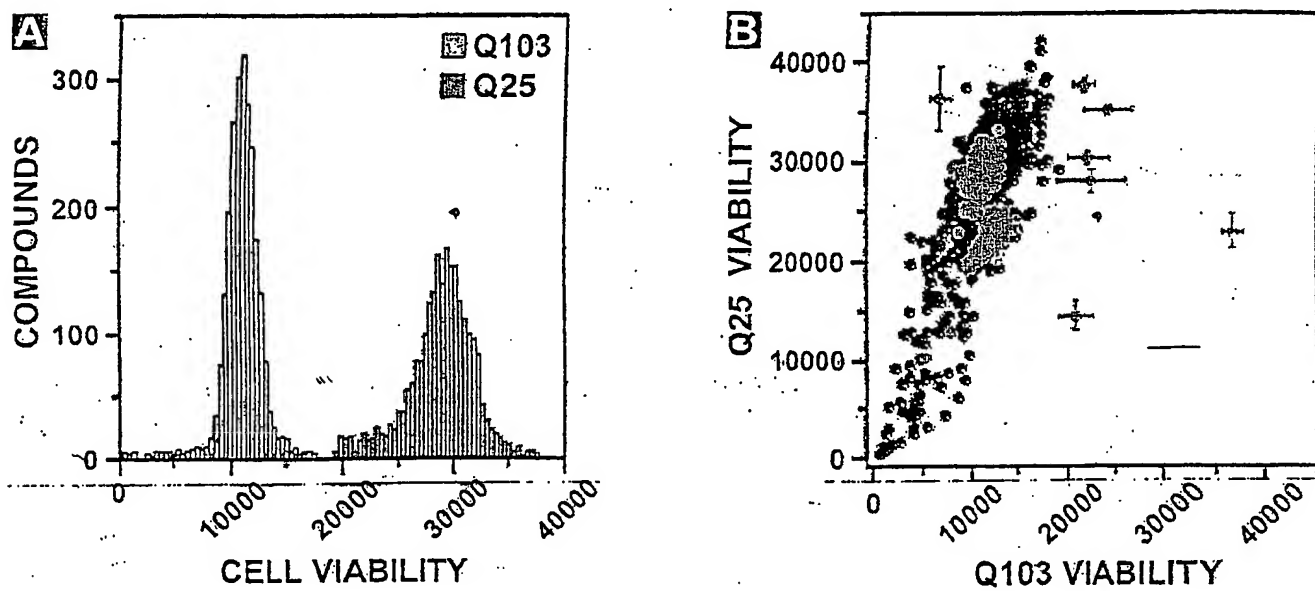 A
Q103
Q25
COMPOUNDS
300
200
100
0
0
10000
20000
30000
40000
CELL VIABILITY
B
Q25 VIABILITY
40000
30000
20000
10000
0
0
10000
20000
30000
40000
Q103 VIABILITY